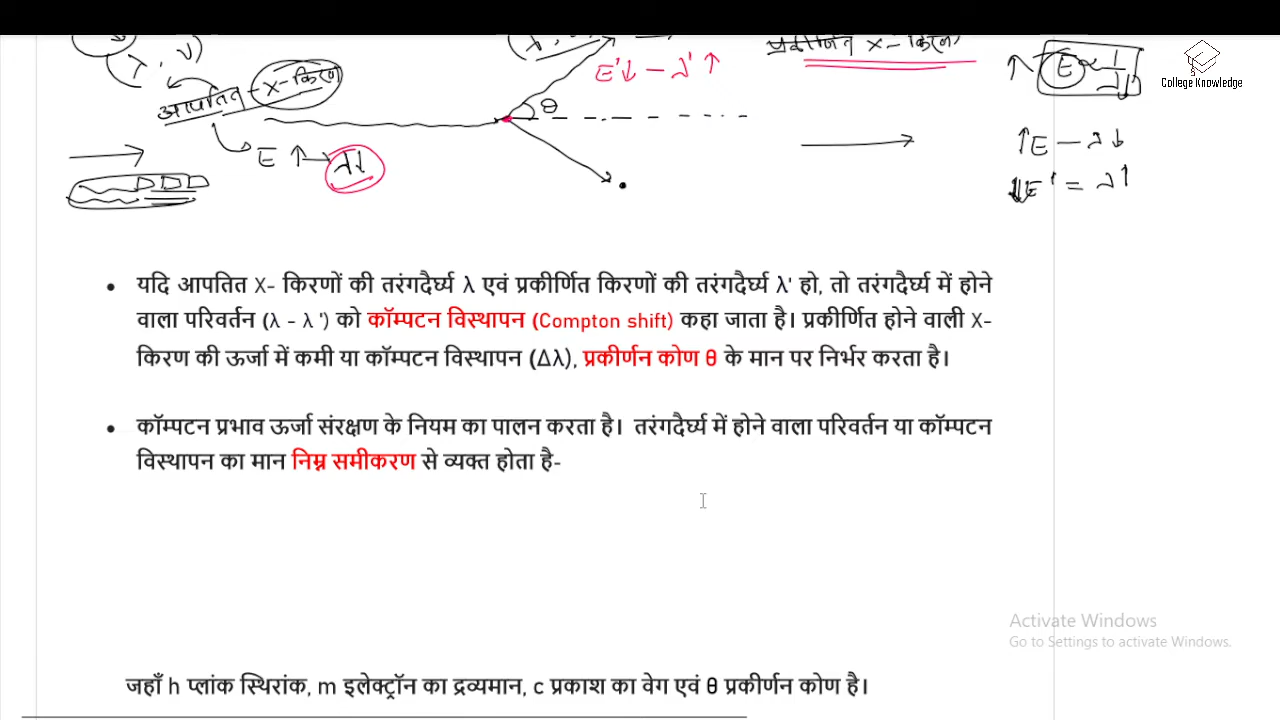 (λ, ν)
आपतित - X-किरण
E'↓ - λ'↑
θ
प्रकीर्णित X-किरण
↑ E ∝ 1/λ↓
College Knowledge
E ↑ → λ↓
↑E - λ↓
↓E' = λ'↑
• यदि आपतित X- किरणों की तरंगदैर्घ्य λ एवं प्रकीर्णित किरणों की तरंगदैर्घ्य λ' हो, तो तरंगदैर्घ्य में होने
वाला परिवर्तन (λ - λ ') को कॉम्पटन विस्थापन (Compton shift) कहा जाता है। प्रकीर्णित होने वाली X-
किरण की ऊर्जा में कमी या कॉम्पटन विस्थापन (Δλ), प्रकीर्णन कोण θ के मान पर निर्भर करता है।
• कॉम्पटन प्रभाव ऊर्जा संरक्षण के नियम का पालन करता है। तरंगदैर्घ्य में होने वाला परिवर्तन या कॉम्पटन
विस्थापन का मान निम्न समीकरण से व्यक्त होता है-
Activate Windows
Go to Settings to activate Windows.
जहाँ h प्लांक स्थिरांक, m इलेक्ट्रॉन का द्रव्यमान, c प्रकाश का वेग एवं θ प्रकीर्णन कोण है।